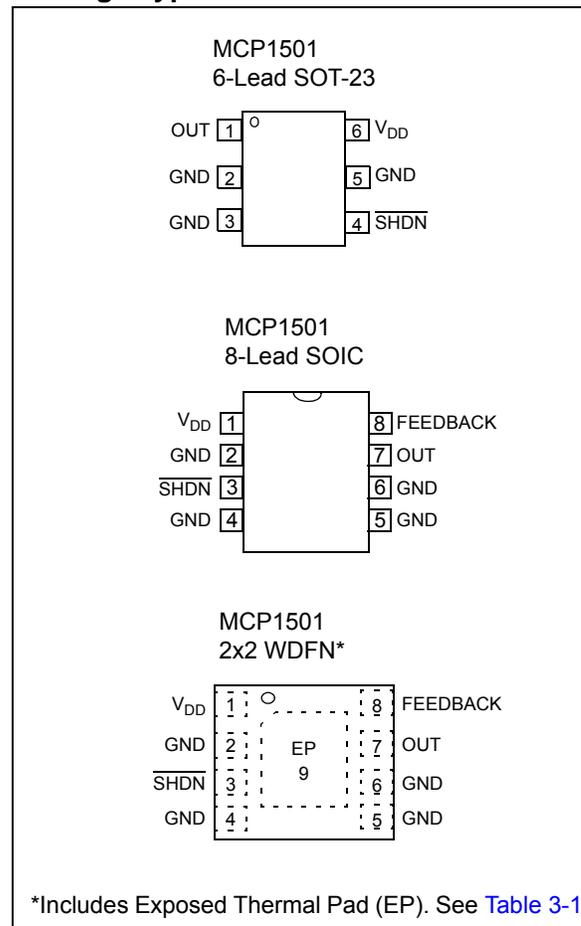 MCP1501
6-Lead SOT-23
OUT 1 6 VDD
GND 2 5 GND
GND 3 4 SHDN
MCP1501
8-Lead SOIC
VDD 1 8 FEEDBACK
GND 2 7 OUT
SHDN 3 6 GND
GND 4 5 GND
MCP1501
2x2 WDFN*
VDD 1 8 FEEDBACK
GND 2 EP 7 OUT
SHDN 3 9 6 GND
GND 4 5 GND
*Includes Exposed Thermal Pad (EP). See Table 3-1